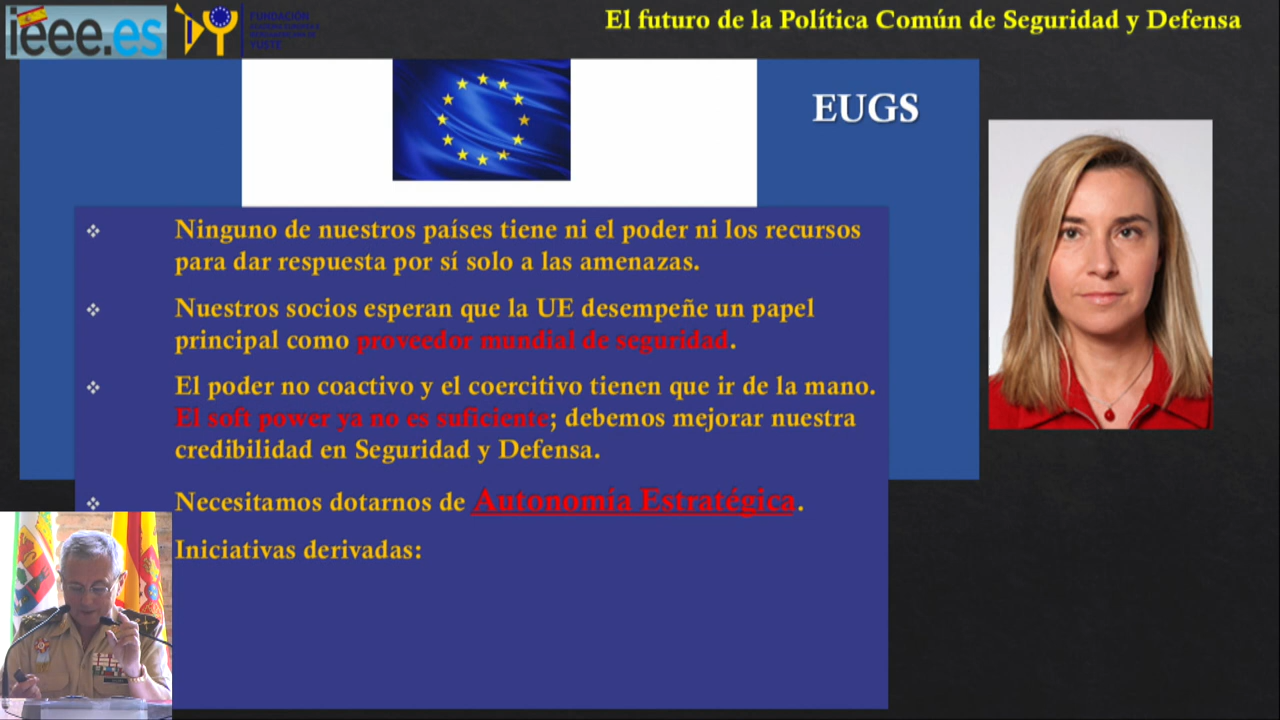 ieee.es
FUNDACIÓN
YUSTE
El futuro de la Política Común de Seguridad y Defensa
EUGS
Ninguno de nuestros países tiene ni el poder ni los recursos
para dar respuesta por sí solo a las amenazas.
Nuestros socios esperan que la UE desempeñe un papel
principal como proveedor mundial de seguridad.
El poder no coactivo y el coercitivo tienen que ir de la mano.
El soft power ya no es suficiente; debemos mejorar nuestra
credibilidad en Seguridad y Defensa.
Necesitamos dotarnos de Autonomía Estratégica.
Iniciativas derivadas: